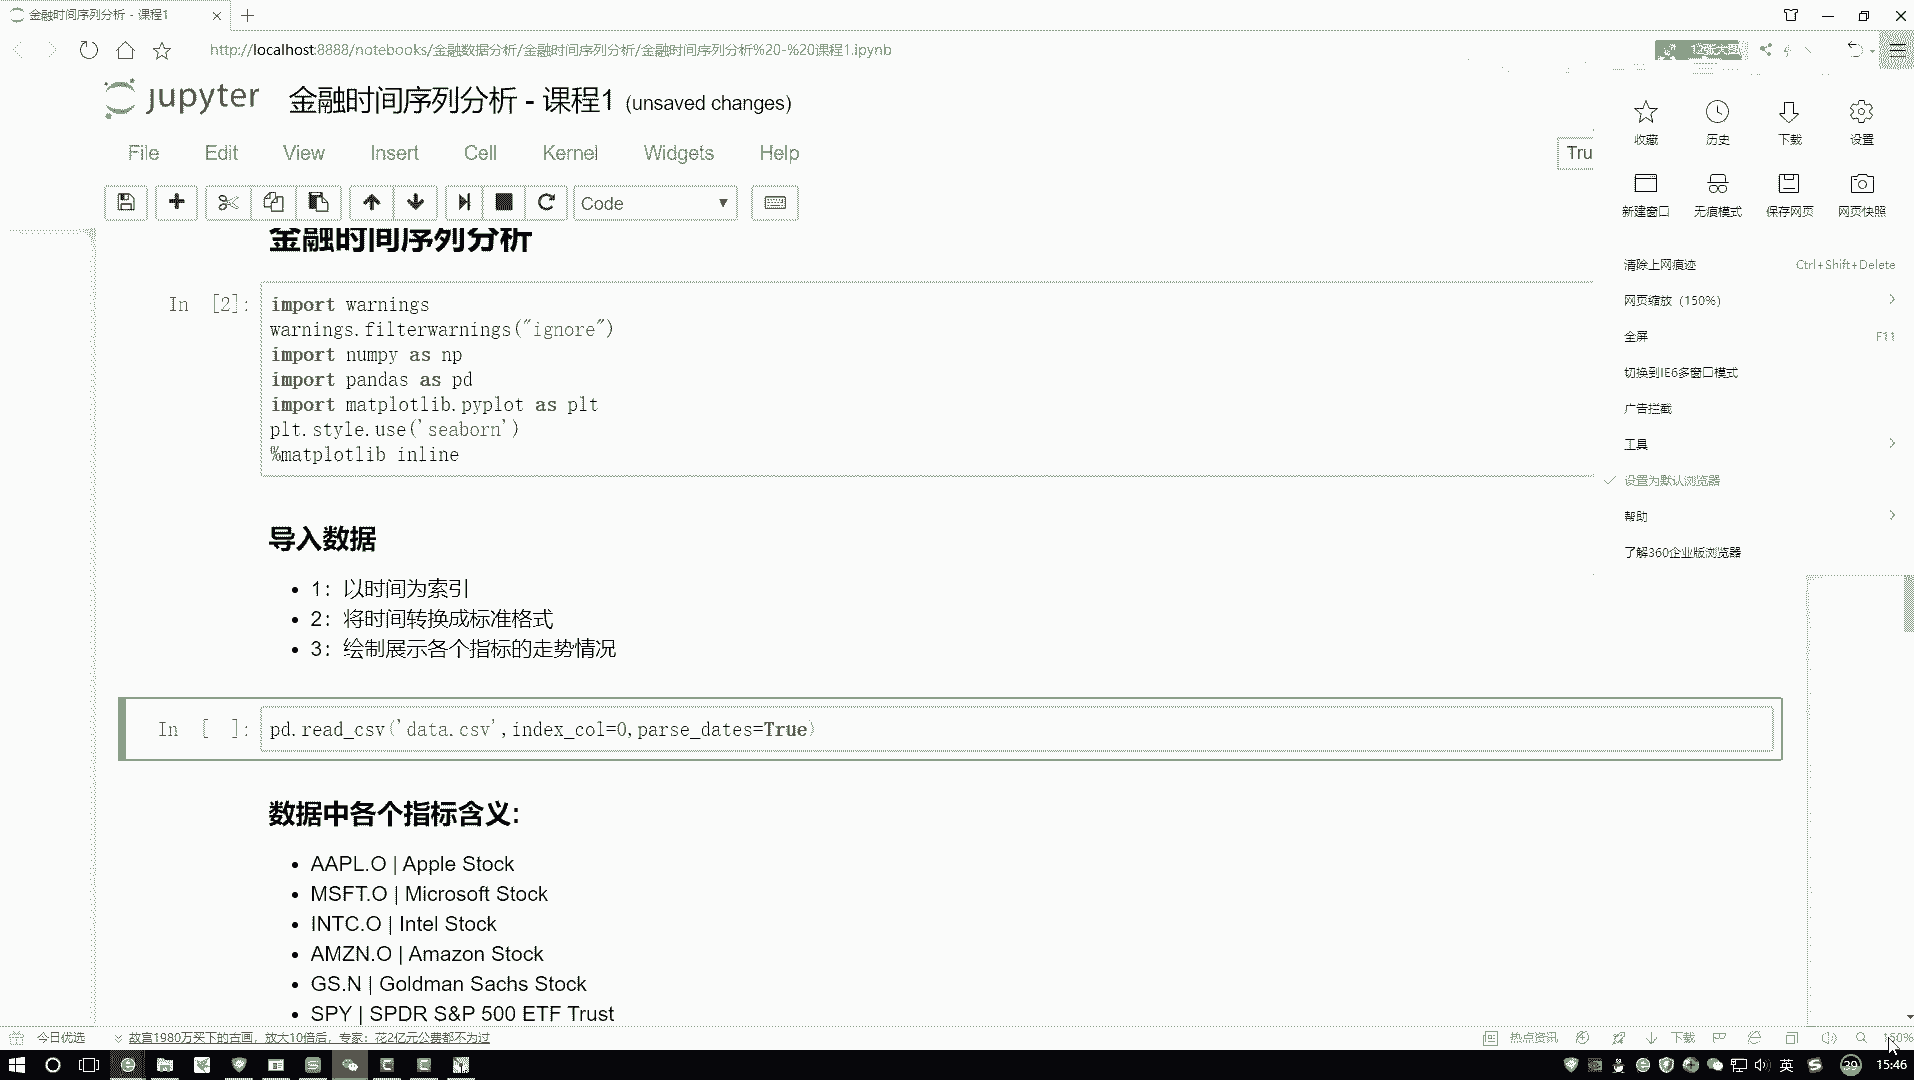 金融时间序列分析 - 课程1
http://localhost:8888/notebooks/金融数据分析/金融时间序列分析/金融时间序列分析%20-%20课程1.ipynb
jupyter 金融时间序列分析 - 课程1 (unsaved changes)
File Edit View Insert Cell Kernel Widgets Help
Tru
Code
收藏 历史 下载 设置
新建窗口 无痕模式 保存网页 网页快照
清除上网痕迹 Ctrl+Shift+Delete
网页缩放 (150%)
全屏 F11
切换到IE6多窗口模式
广告拦截
工具
设置为默认浏览器
帮助
了解360企业版浏览器
金融时间序列分析
In [2]:
import warnings
warnings.filterwarnings("ignore")
import numpy as np
import pandas as pd
import matplotlib.pyplot as plt
plt.style.use('seaborn')
%matplotlib inline
导入数据
• 1：以时间为索引
• 2：将时间转换成标准格式
• 3：绘制展示各个指标的走势情况
In [ ]: pd.read_csv('data.csv',index_col=0,parse_dates=True)
数据中各个指标含义:
• AAPL.O | Apple Stock
• MSFT.O | Microsoft Stock
• INTC.O | Intel Stock
• AMZN.O | Amazon Stock
• GS.N | Goldman Sachs Stock
• SPY | SPDR S&P 500 ETF Trust
今日优选 故宫1980万买下的古画，放大10倍后，专家：花2亿元公费都不为过
热点资讯 下载 150%
英 39 15:46